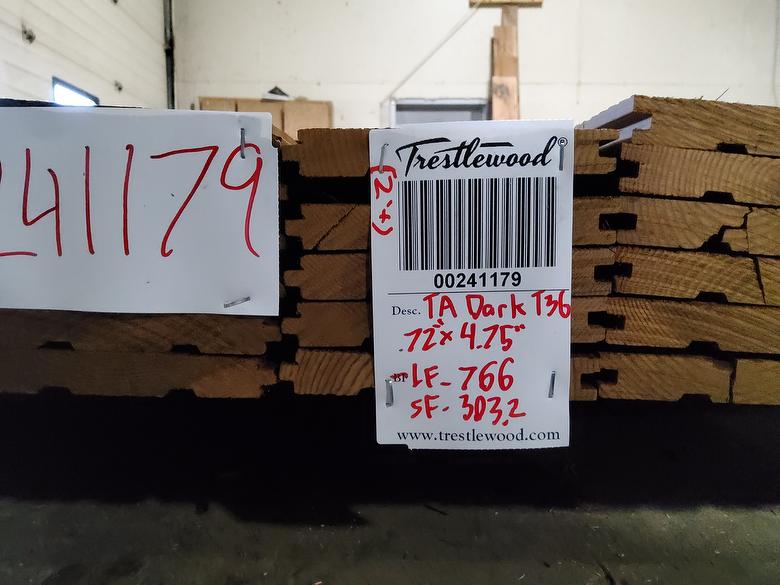 241179
Trestlewood®
(2'+)
00241179
Desc. TA Dark T36
.72"x 4.75"
BF LF- 766
SF- 303.2
www.trestlewood.com